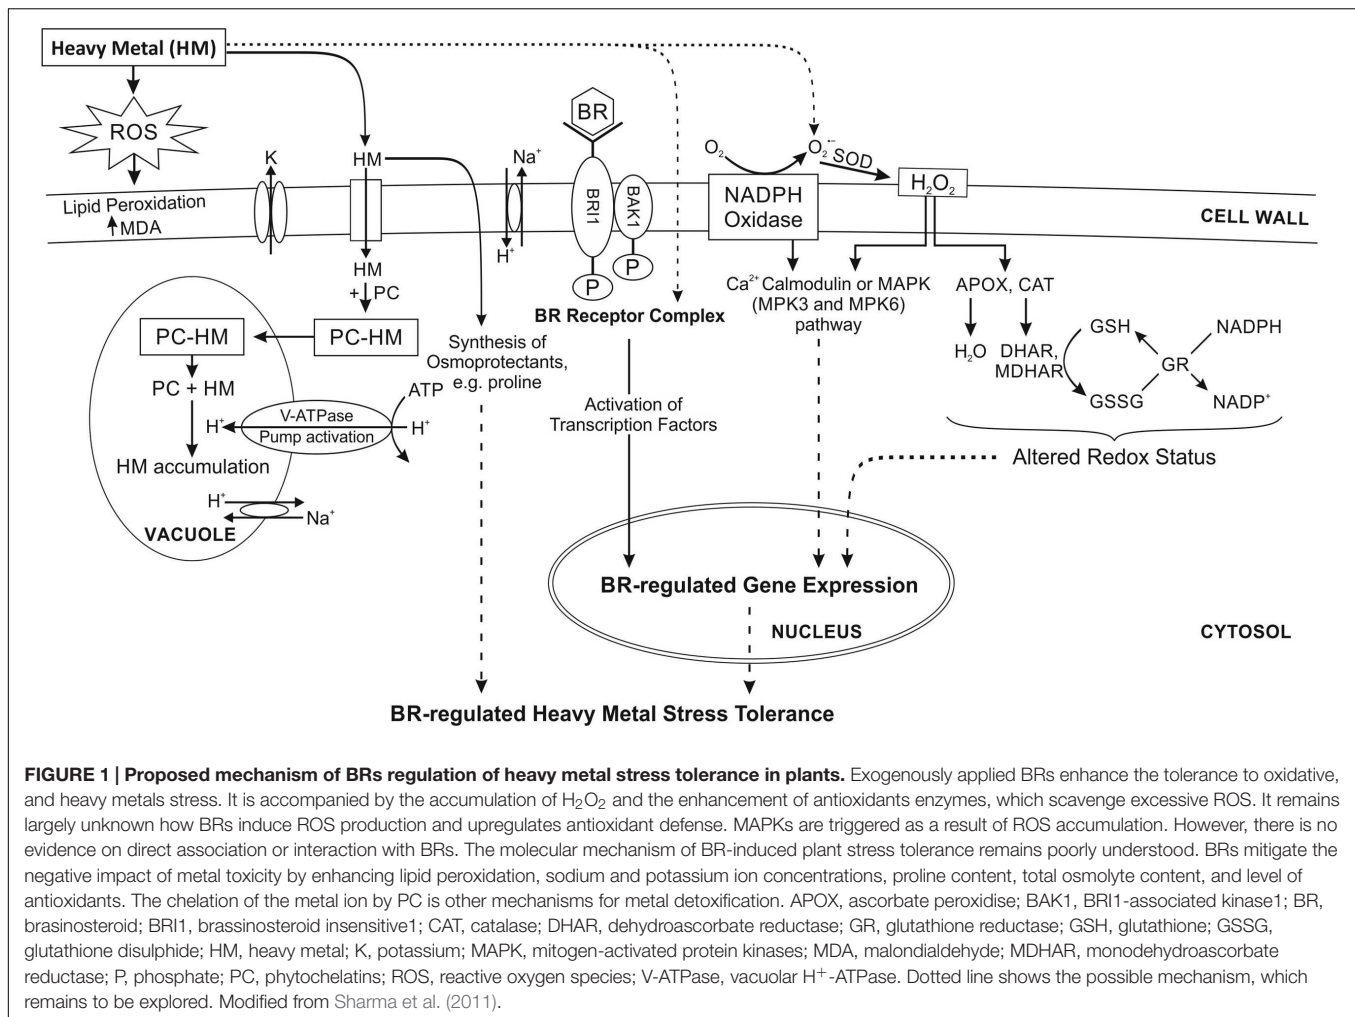 Heavy Metal (HM)
ROS
Lipid Peroxidation
MDA
K
HM
HM
+ PC
PC-HM
PC-HM
PC + HM
HM accumulation
H⁺
V-ATPase
Pump activation
ATP
H⁺
H⁺
Na⁺
VACUOLE
Na⁺
H⁺
Synthesis of
Osmoprotectants,
e.g. proline
BR
BRI1
BAK1
P
P
BR Receptor Complex
Activation of
Transcription Factors
O₂
O₂•−
SOD
H₂O₂
NADPH
Oxidase
CELL WALL
Ca²⁺ Calmodulin or MAPK
(MPK3 and MPK6)
pathway
APOX, CAT
H₂O
DHAR,
MDHAR
GSH
GSSG
GR
NADPH
NADP⁺
Altered Redox Status
BR-regulated Gene Expression
NUCLEUS
CYTOSOL
BR-regulated Heavy Metal Stress Tolerance
FIGURE 1 | Proposed mechanism of BRs regulation of heavy metal stress tolerance in plants. Exogenously applied BRs enhance the tolerance to oxidative,
and heavy metals stress. It is accompanied by the accumulation of H₂O₂ and the enhancement of antioxidants enzymes, which scavenge excessive ROS. It remains
largely unknown how BRs induce ROS production and upregulates antioxidant defense. MAPKs are triggered as a result of ROS accumulation. However, there is no
evidence on direct association or interaction with BRs. The molecular mechanism of BR-induced plant stress tolerance remains poorly understood. BRs mitigate the
negative impact of metal toxicity by enhancing lipid peroxidation, sodium and potassium ion concentrations, proline content, total osmolyte content, and level of
antioxidants. The chelation of the metal ion by PC is other mechanisms for metal detoxification. APOX, ascorbate peroxidise; BAK1, BRI1-associated kinase1; BR,
brasinosteroid; BRI1, brassinosteroid insensitive1; CAT, catalase; DHAR, dehydroascorbate reductase; GR, glutathione reductase; GSH, glutathione; GSSG,
glutathione disulphide; HM, heavy metal; K, potassium; MAPK, mitogen-activated protein kinases; MDA, malondialdehyde; MDHAR, monodehydroascorbate
reductase; P, phosphate; PC, phytochelatins; ROS, reactive oxygen species; V-ATPase, vacuolar H⁺-ATPase. Dotted line shows the possible mechanism, which
remains to be explored. Modified from Sharma et al. (2011).